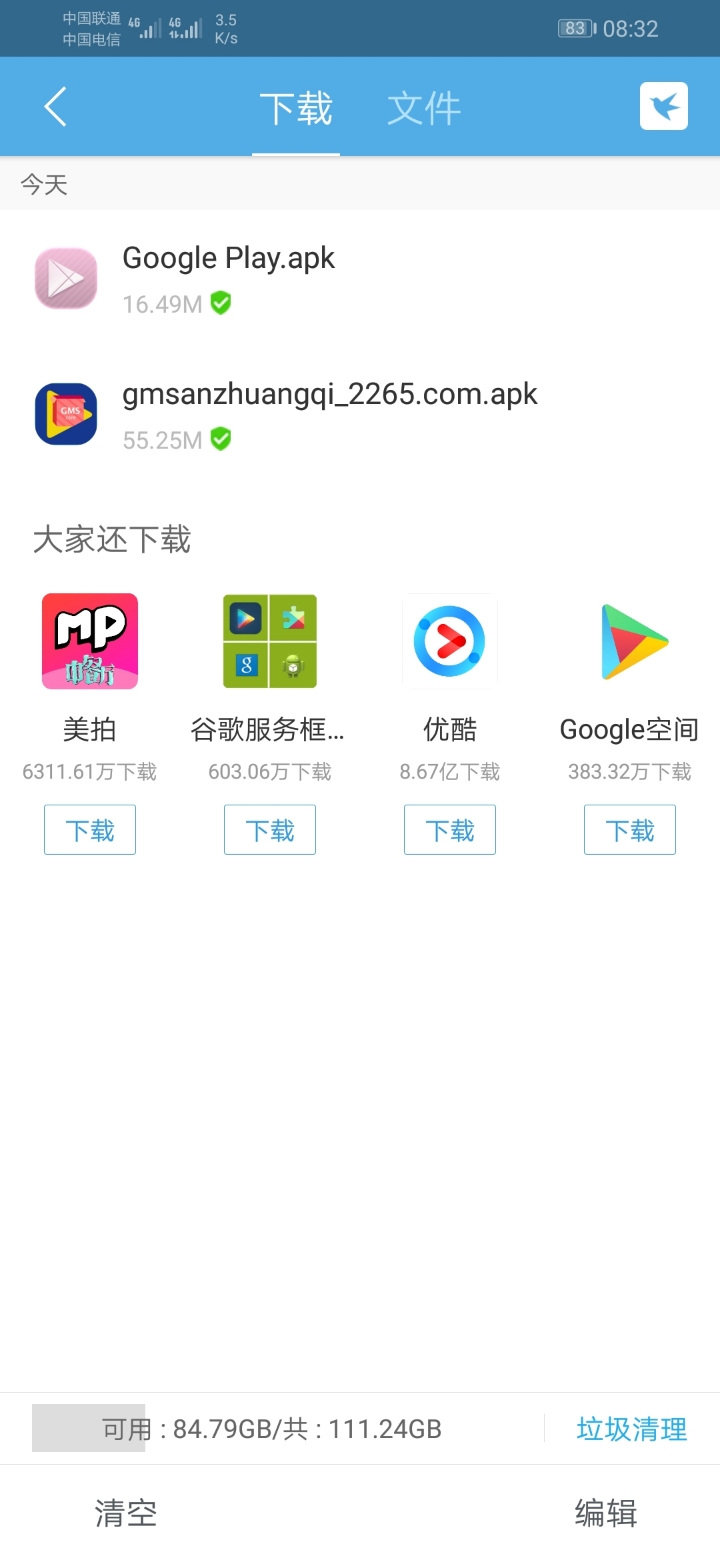 中国联通 4G 4G 3.5
中国电信 K/s
83 08:32
下载 文件
今天
Google Play.apk
16.49M
GMS
gmsanzhuangqi_2265.com.apk
55.25M
大家还下载
MP
8
美拍 谷歌服务框... 优酷 Google空间
6311.61万下载 603.06万下载 8.67亿下载 383.32万下载
下载 下载 下载 下载
可用 : 84.79GB/共 : 111.24GB 垃圾清理
清空 编辑